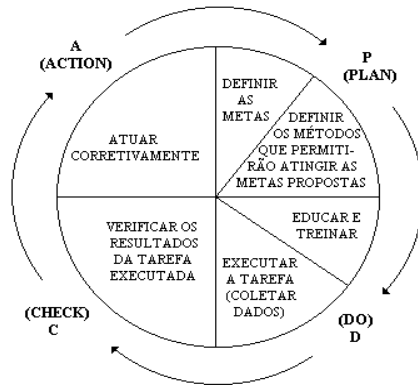 A
(ACTION)
P
(PLAN)
DEFINIR
AS
METAS
DEFINIR
OS MÉTODOS
QUE PERMITI-
RÃO ATINGIR AS
METAS PROPOSTAS
ATUAR
CORRETIVAMENTE
EDUCAR E
TREINAR
VERIFICAR OS
RESULTADOS
DA TAREFA
EXECUTADA
EXECUTAR
A TAREFA
(COLETAR
DADOS)
(CHECK)
C
(DO)
D